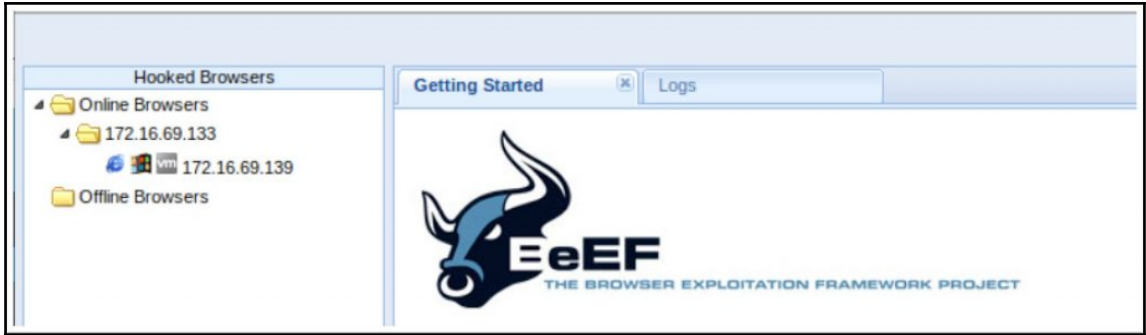 Hooked Browsers
Getting Started
Logs
Online Browsers
172.16.69.133
vm 172.16.69.139
Offline Browsers
BeEF
THE BROWSER EXPLOITATION FRAMEWORK PROJECT